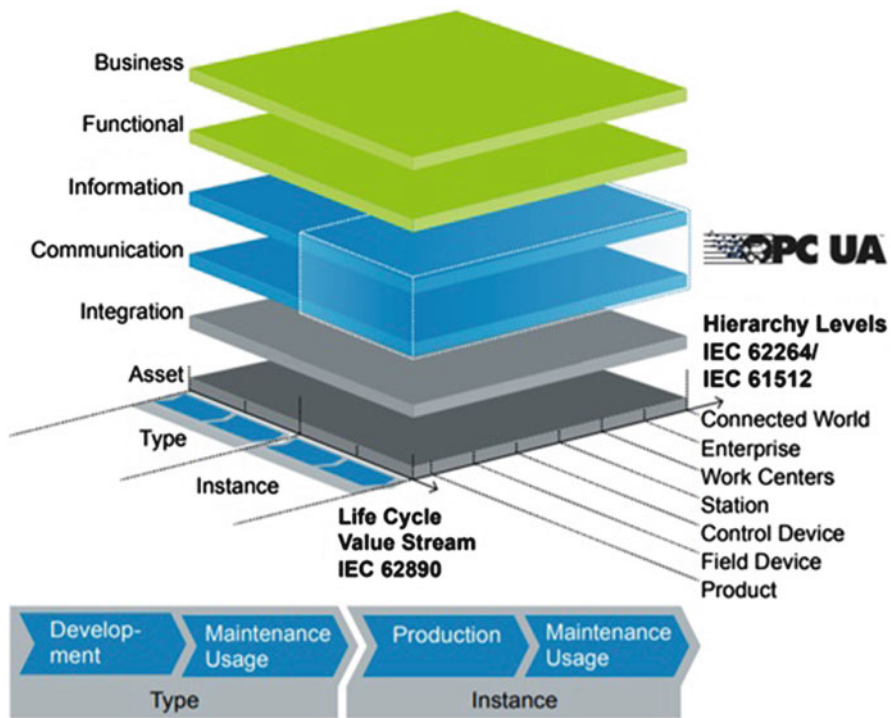 Business
Functional
Information
Communication
Integration
Asset
Type
Instance
OPC UA
Hierarchy Levels
IEC 62264/
IEC 61512
Connected World
Enterprise
Work Centers
Station
Control Device
Field Device
Product
Life Cycle
Value Stream
IEC 62890
Develop-
ment
Maintenance
Usage
Production
Maintenance
Usage
Type
Instance